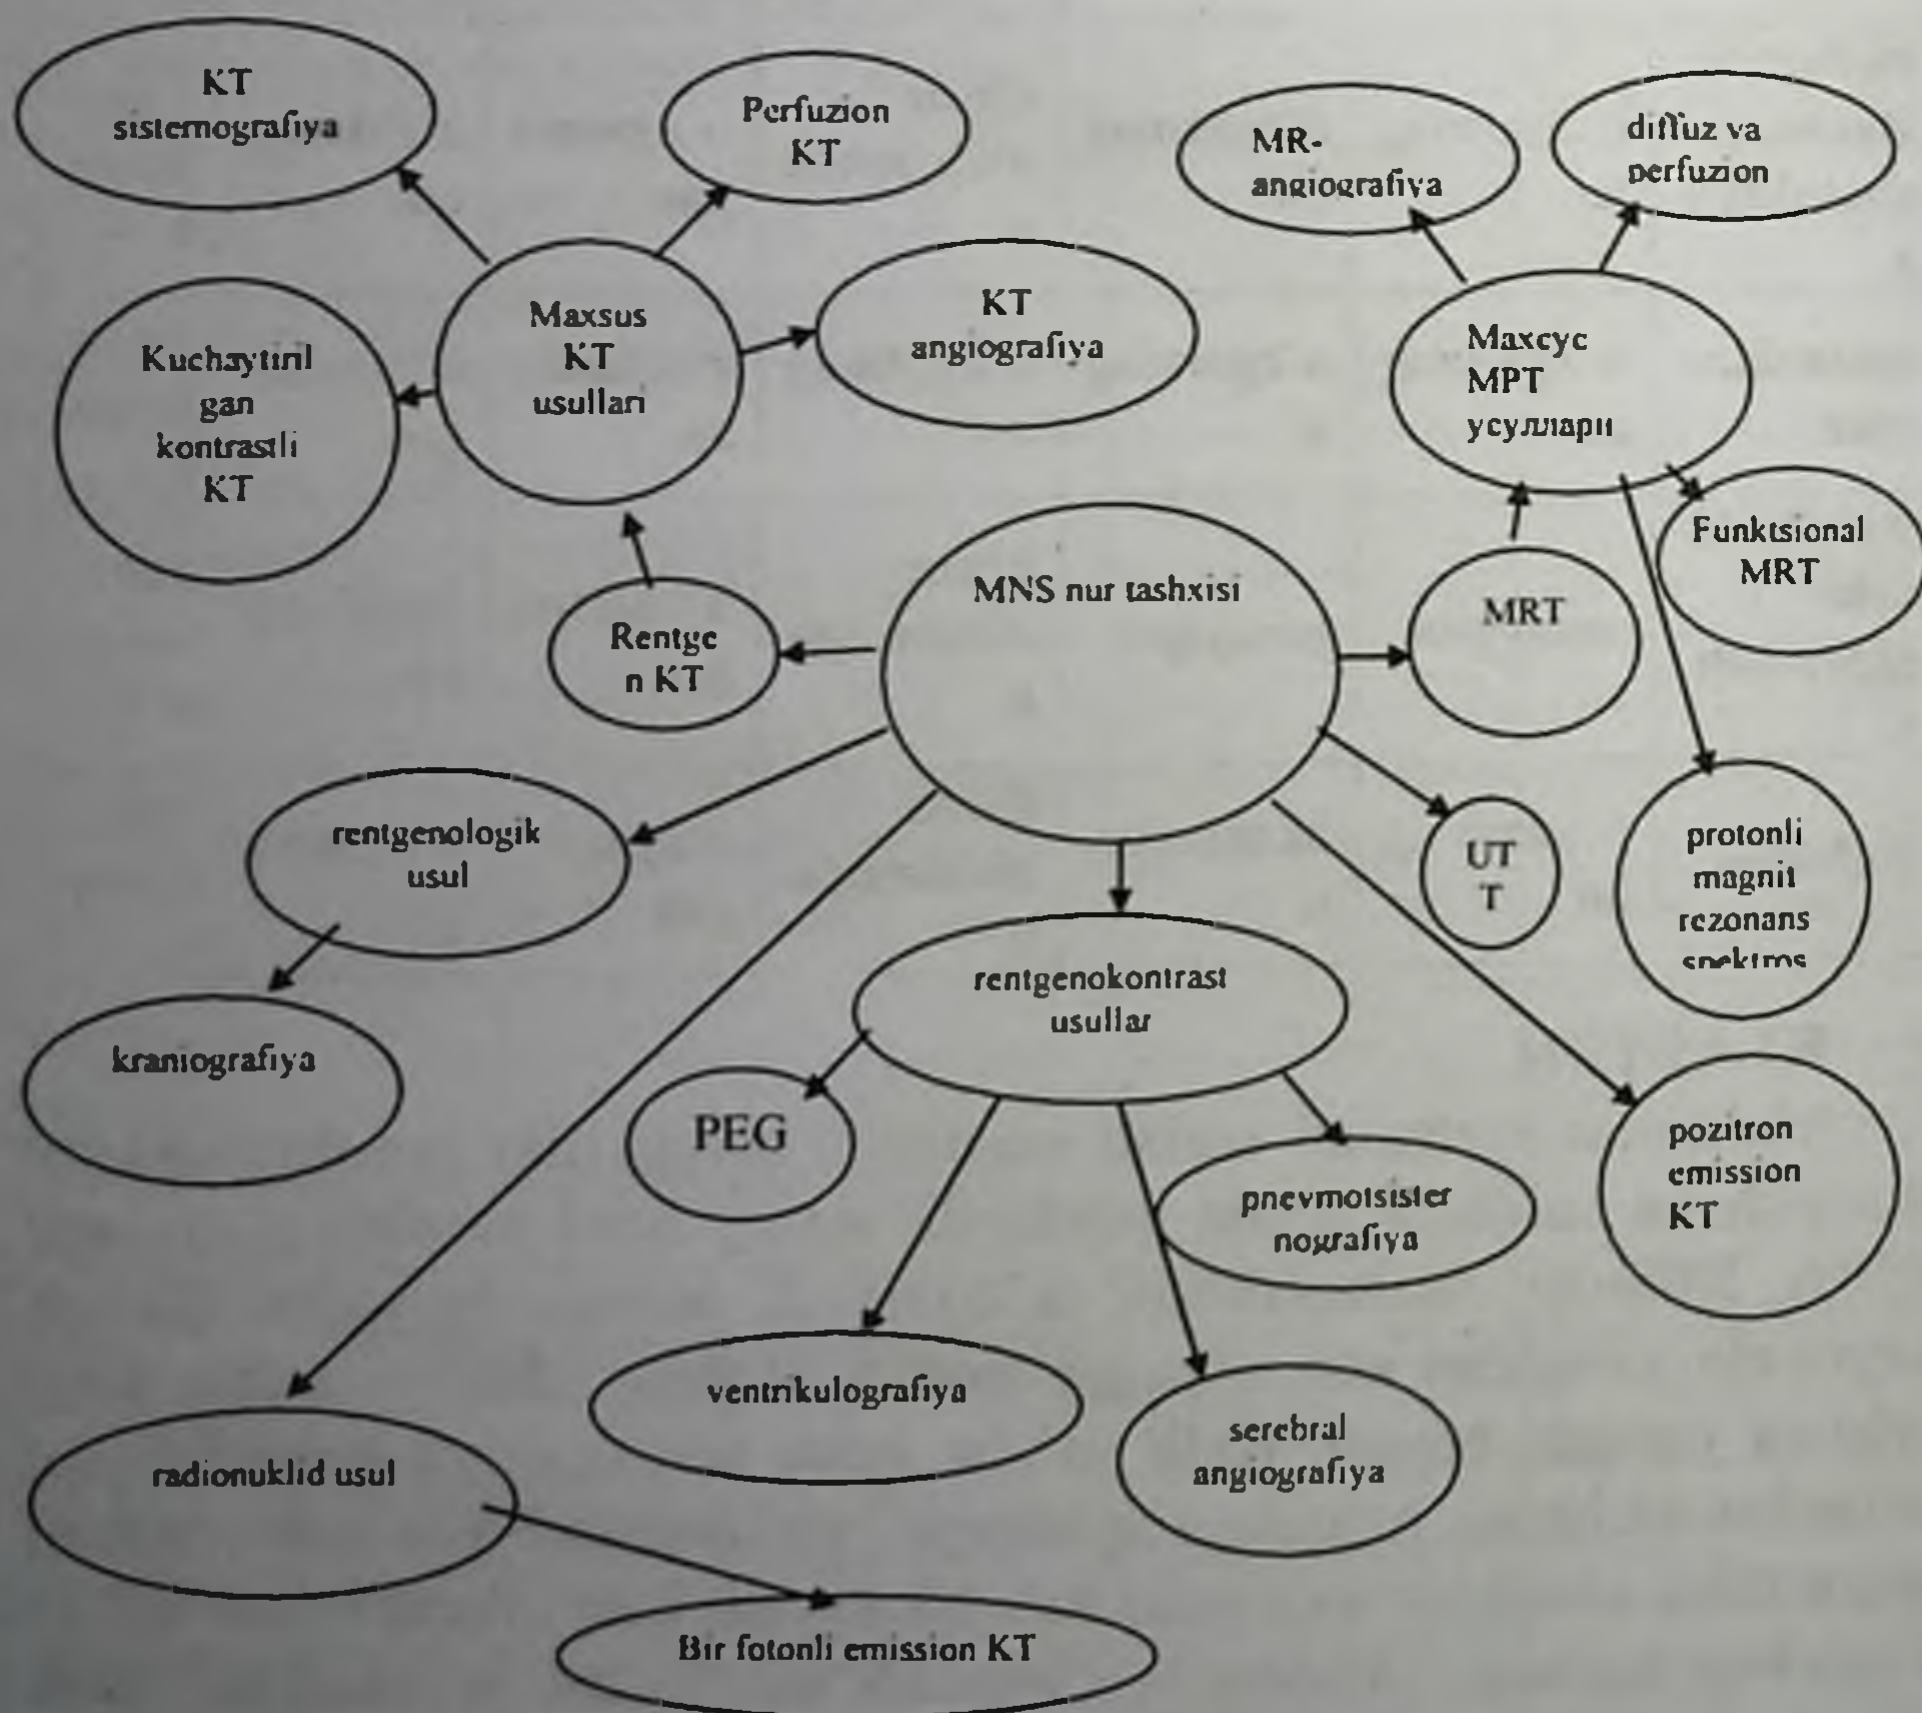 KT
sistemografiya
Perfuzion
KT
MR-
angiografiya
diffuz va
perfuzion
Kuchaytiril
gan
kontrastli
KT
Maxsus
KT
usullari
KT
angiografiya
Махсус
МРТ
усуллари
Funktsional
MRT
MNS nur tashxisi
MRT
Rentge
n KT
rentgenologik
usul
UT
T
protonli
magnit
rezonans
spektros
kraniografiya
rentgenokontrast
usullar
PEG
pnevmotsister
nografiya
pozitron
emission
KT
ventrikulografiya
serebral
angiografiya
radionuklid usul
Bir fotonli emission KT